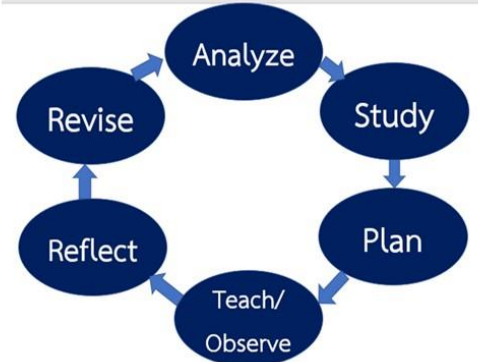 Analyze
Study
Plan
Teach/
Observe
Reflect
Revise